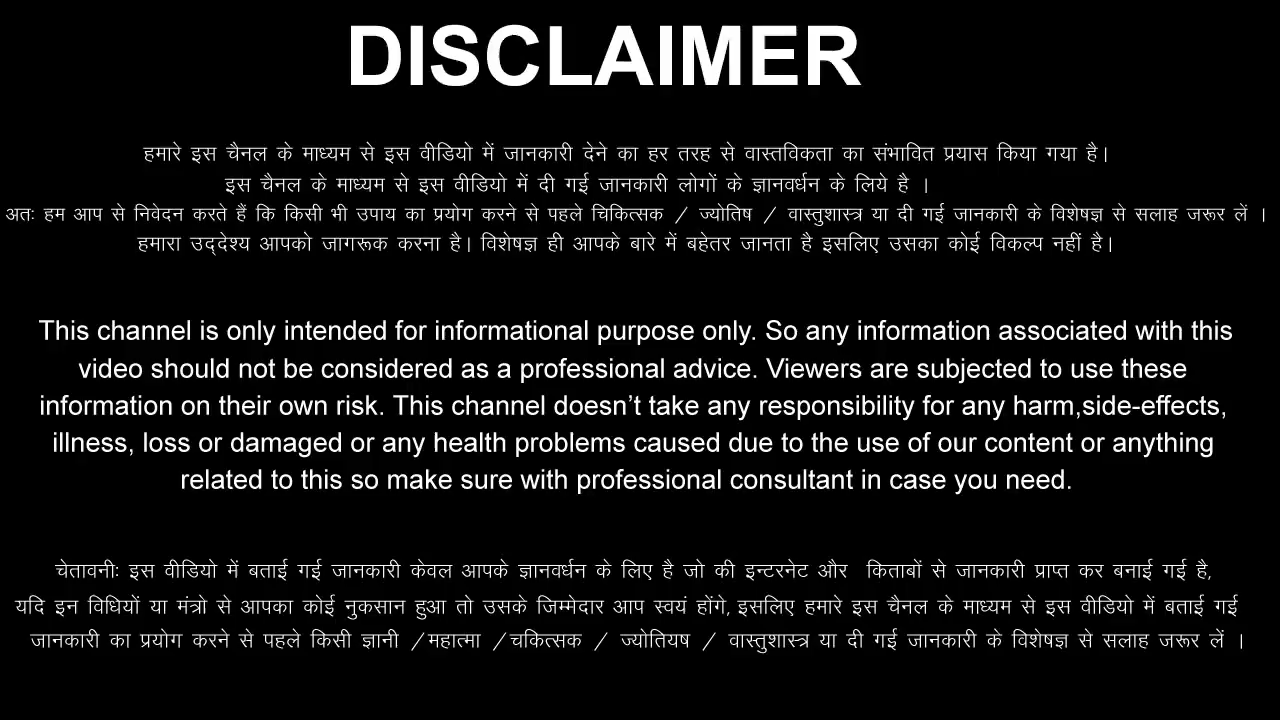 DISCLAIMER
हमारे इस चैनल के माध्यम से इस वीडियो में जानकारी देने का हर तरह से वास्तविकता का संभावित प्रयास किया गया है।
इस चैनल के माध्यम से इस वीडियो में दी गई जानकारी लोगों के ज्ञानवर्धन के लिये है ।
अतः हम आप से निवेदन करते हैं कि किसी भी उपाय का प्रयोग करने से पहले चिकित्सक / ज्योतिष / वास्तुशास्त्र या दी गई जानकारी के विशेषज्ञ से सलाह जरूर लें ।
हमारा उद्देश्य आपको जागरूक करना है। विशेषज्ञ ही आपके बारे में बहेतर जानता है इसलिए उसका कोई विकल्प नहीं है।
This channel is only intended for informational purpose only. So any information associated with this
video should not be considered as a professional advice. Viewers are subjected to use these
information on their own risk. This channel doesn’t take any responsibility for any harm,side-effects,
illness, loss or damaged or any health problems caused due to the use of our content or anything
related to this so make sure with professional consultant in case you need.
चेतावनीः इस वीडियो में बताई गई जानकारी केवल आपके ज्ञानवर्धन के लिए है जो की इन्टरनेट और किताबों से जानकारी प्राप्त कर बनाई गई है,
यदि इन विधियों या मंत्रो से आपका कोई नुकसान हुआ तो उसके जिम्मेदार आप स्वयं होंगे, इसलिए हमारे इस चैनल के माध्यम से इस वीडियो में बताई गई
जानकारी का प्रयोग करने से पहले किसी ज्ञानी /महात्मा /चकित्सक / ज्योतियष / वास्तुशास्त्र या दी गई जानकारी के विशेषज्ञ से सलाह जरूर लें ।